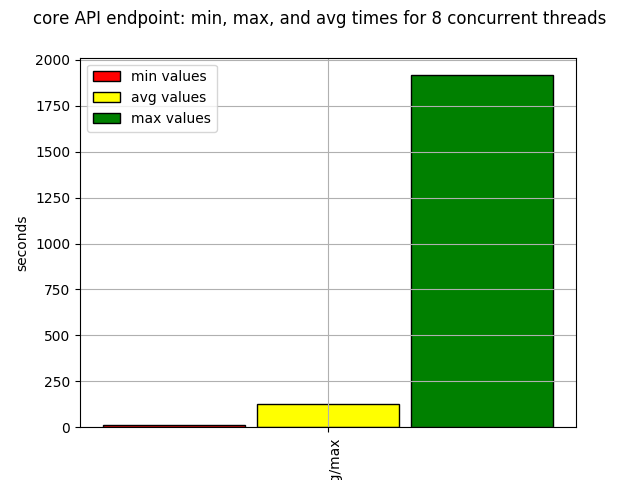 core API endpoint: min, max, and avg times for 8 concurrent threads
min values
avg values
max values
2000
1750
1500
1250
1000
750
500
250
0
seconds
g/max